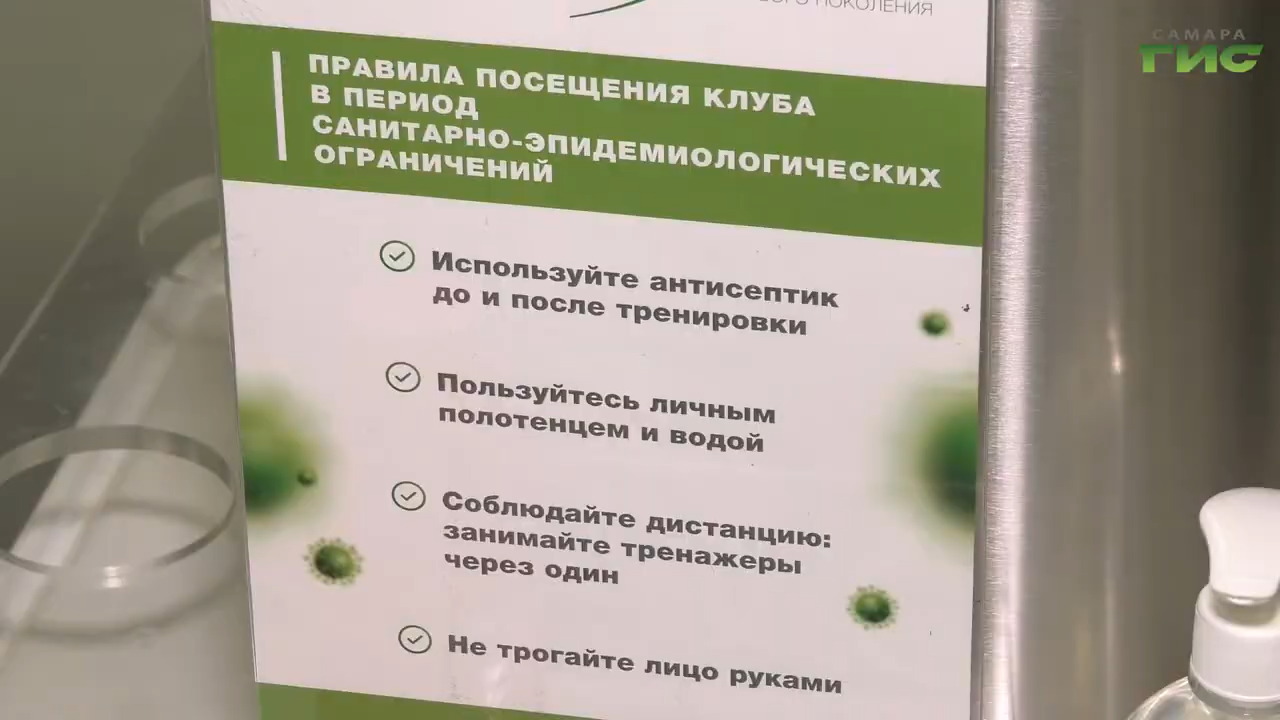 ПОКОЛЕНИЯ
САМАРА
ГИС
ПРАВИЛА ПОСЕЩЕНИЯ КЛУБА
В ПЕРИОД
САНИТАРНО-ЭПИДЕМИОЛОГИЧЕСКИХ
ОГРАНИЧЕНИЙ
Используйте антисептик
до и после тренировки
Пользуйтесь личным
полотенцем и водой
Соблюдайте дистанцию:
занимайте тренажеры
через один
Не трогайте лицо руками